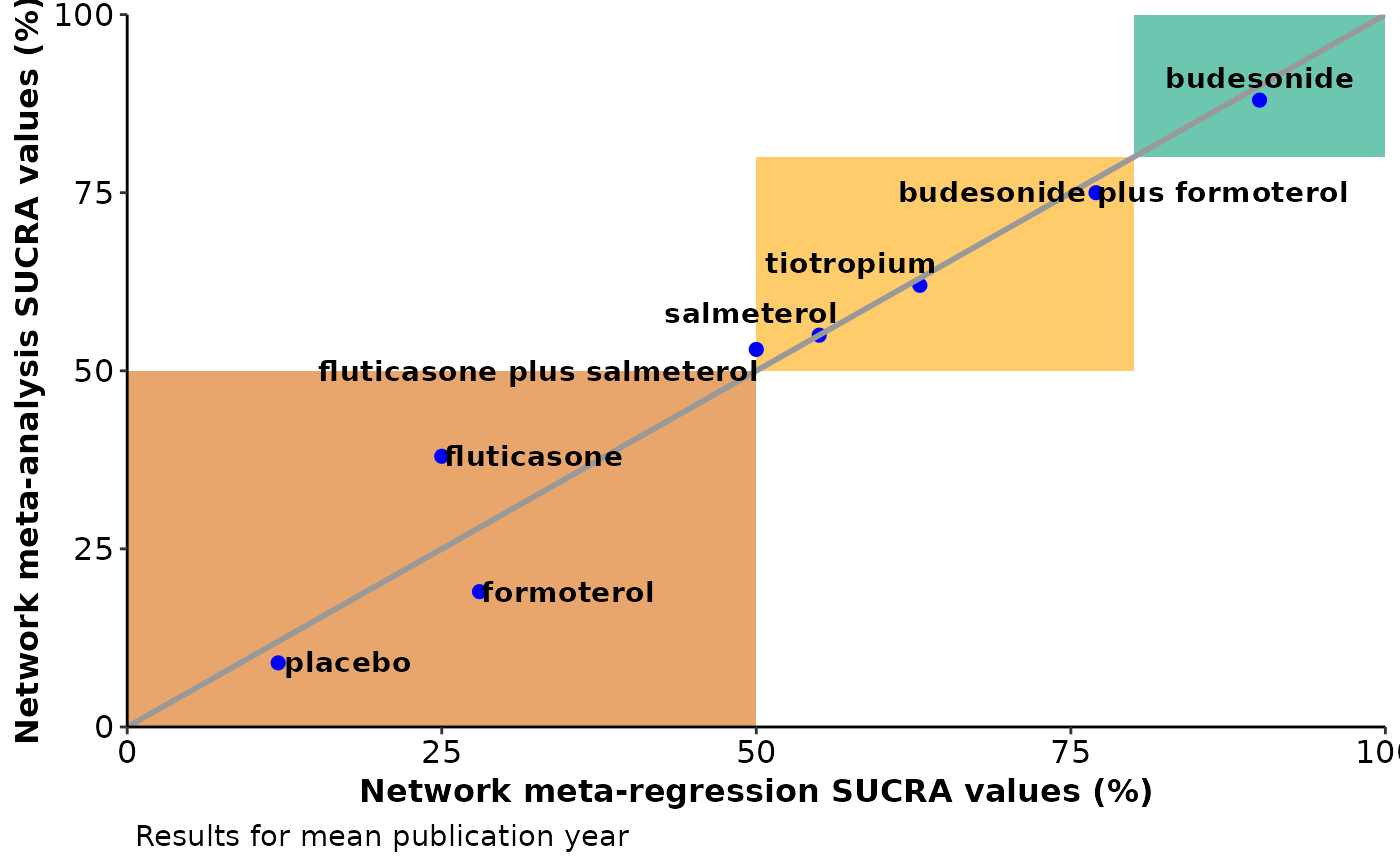 Network meta-analysis SUCRA values (%)
100
75
50
25
0
budesonide
budesonide plus formoterol
tiotropium
salmeterol
fluticasone plus salmeterol
fluticasone
formoterol
placebo
0 25 50 75 100
Network meta-regression SUCRA values (%)
Results for mean publication year